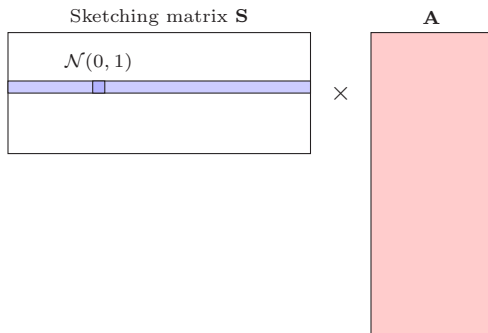 Sketching matrix S
A
𝒩(0, 1)
×